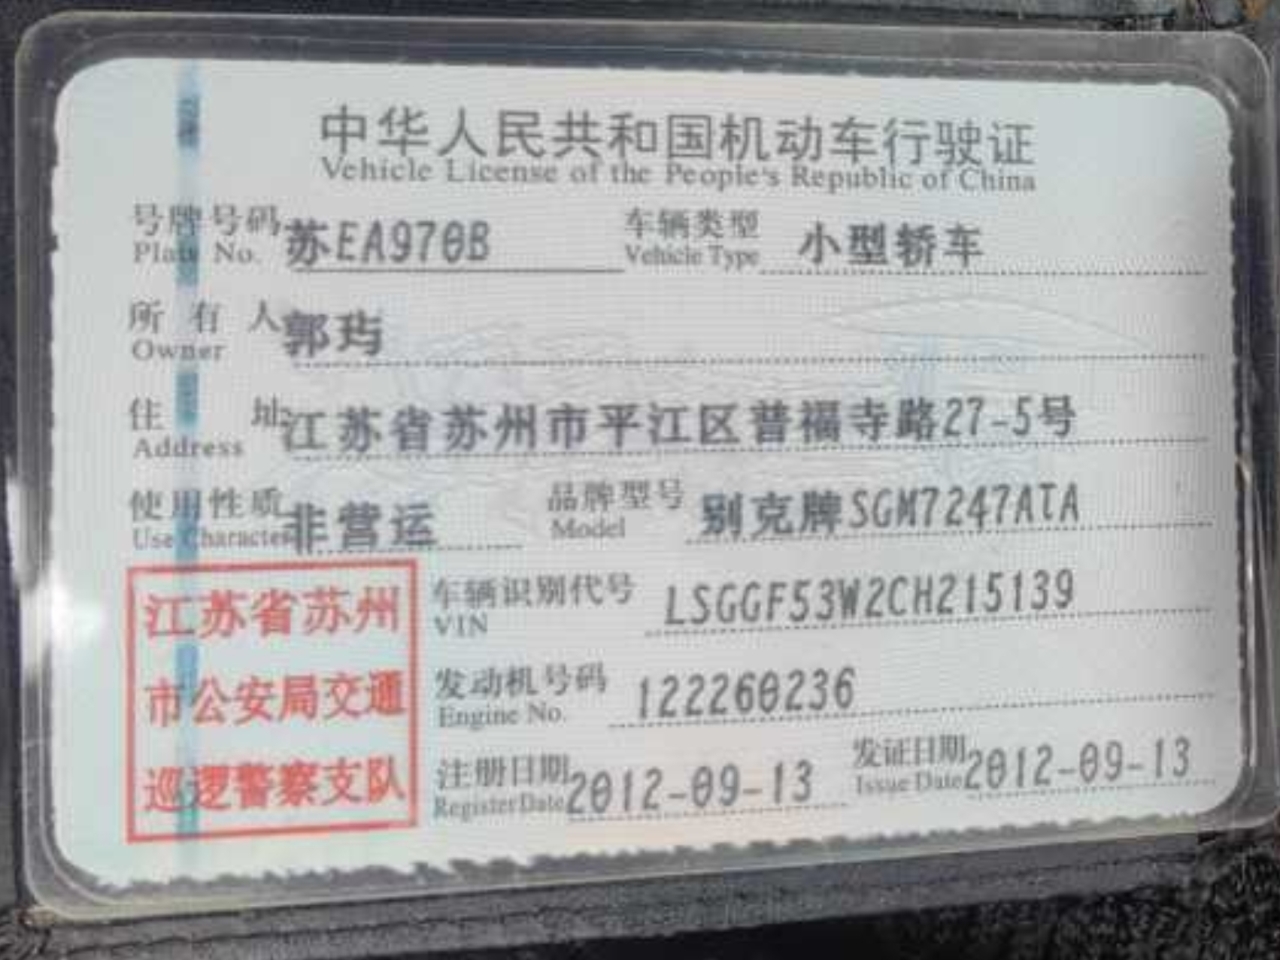 中华人民共和国机动车行驶证
Vehicle License of the People's Republic of China
号牌号码 苏EA970B 车辆类型 小型轿车
Plate No. Vehicle Type
所有人 郭玙
Owner
住址 江苏省苏州市平江区普福寺路27-5号
Address
使用性质 非营运 品牌型号 别克牌SGM7247ATA
Use Character Model
江苏省苏州
市公安局交通
巡逻警察支队
车辆识别代号 LSGGF53W2CH215139
VIN
发动机号码 122260236
Engine No.
注册日期 2012-09-13 发证日期 2012-09-13
Register Date Issue Date